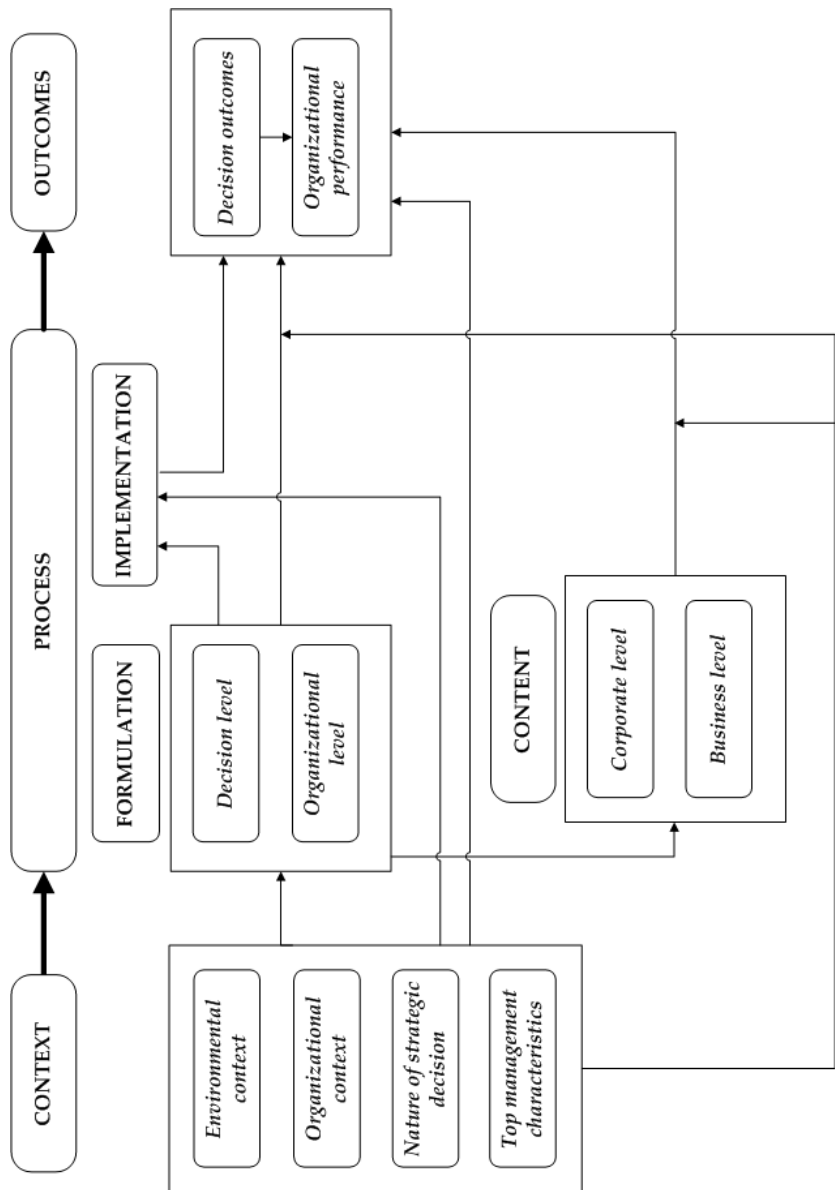 CONTEXT
PROCESS
OUTCOMES
FORMULATION
IMPLEMENTATION
Environmental
context
Organizational
context
Nature of strategic
decision
Top management
characteristics
Decision level
Organizational
level
Decision outcomes
Organizational
performance
CONTENT
Corporate level
Business level